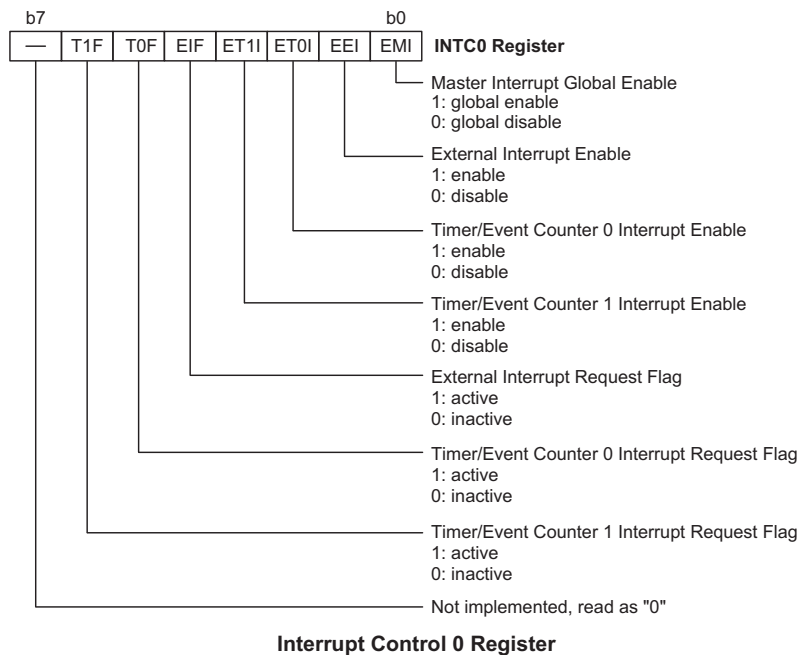 b7 b0
— T1F T0F EIF ET1I ET0I EEI EMI INTC0 Register
Master Interrupt Global Enable
1: global enable
0: global disable
External Interrupt Enable
1: enable
0: disable
Timer/Event Counter 0 Interrupt Enable
1: enable
0: disable
Timer/Event Counter 1 Interrupt Enable
1: enable
0: disable
External Interrupt Request Flag
1: active
0: inactive
Timer/Event Counter 0 Interrupt Request Flag
1: active
0: inactive
Timer/Event Counter 1 Interrupt Request Flag
1: active
0: inactive
Not implemented, read as "0"
Interrupt Control 0 Register